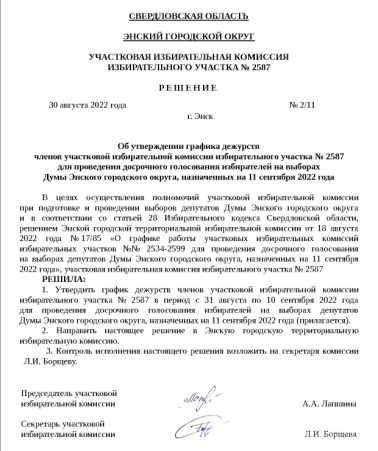 СВЕРДЛОВСКАЯ ОБЛАСТЬ
ЭНСКИЙ ГОРОДСКОЙ ОКРУГ
УЧАСТКОВАЯ ИЗБИРАТЕЛЬНАЯ КОМИССИЯ
ИЗБИРАТЕЛЬНОГО УЧАСТКА № 2587
Р Е Ш Е Н И Е
30 августа 2022 года № 2/11
г. Энск
Об утверждении графика дежурств
членов участковой избирательной комиссии избирательного участка № 2587
для проведения досрочного голосования избирателей на выборах
Думы Энского городского округа, назначенных на 11 сентября 2022 года
В целях осуществления полномочий участковой избирательной комиссии
при подготовке и проведении выборов депутатов Думы Энского городского округа
и в соответствии со статьей 28 Избирательного кодекса Свердловской области,
решением Энской городской территориальной избирательной комиссии от 18 августа
2022 года №17/85 «О графике работы участковых избирательных комиссий
избирательных участков №№ 2534-2599 для проведения досрочного голосования
на выборах депутатов Думы Энского городского округа, назначенных на 11 сентября
2022 года», участковая избирательная комиссия избирательного участка № 2587
РЕШИЛА:
1. Утвердить график дежурств членов участковой избирательной комиссии
избирательного участка № 2587 в период с 31 августа по 10 сентября 2022 года
для проведения досрочного голосования избирателей на выборах депутатов
Думы Энского городского округа, назначенных на 11 сентября 2022 года (прилагается).
2. Направить настоящее решение в Энскую городскую территориальную
избирательную комиссию.
3. Контроль исполнения настоящего решения возложить на секретаря комиссии
Л.И. Борщеву.
Председатель участковой
избирательной комиссии А.А. Лапшина
Секретарь участковой
избирательной комиссии Л.И. Борщева